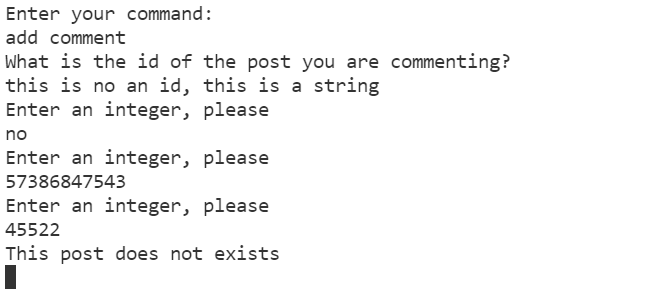 Enter your command:
add comment
What is the id of the post you are commenting?
this is no an id, this is a string
Enter an integer, please
no
Enter an integer, please
57386847543
Enter an integer, please
45522
This post does not exists